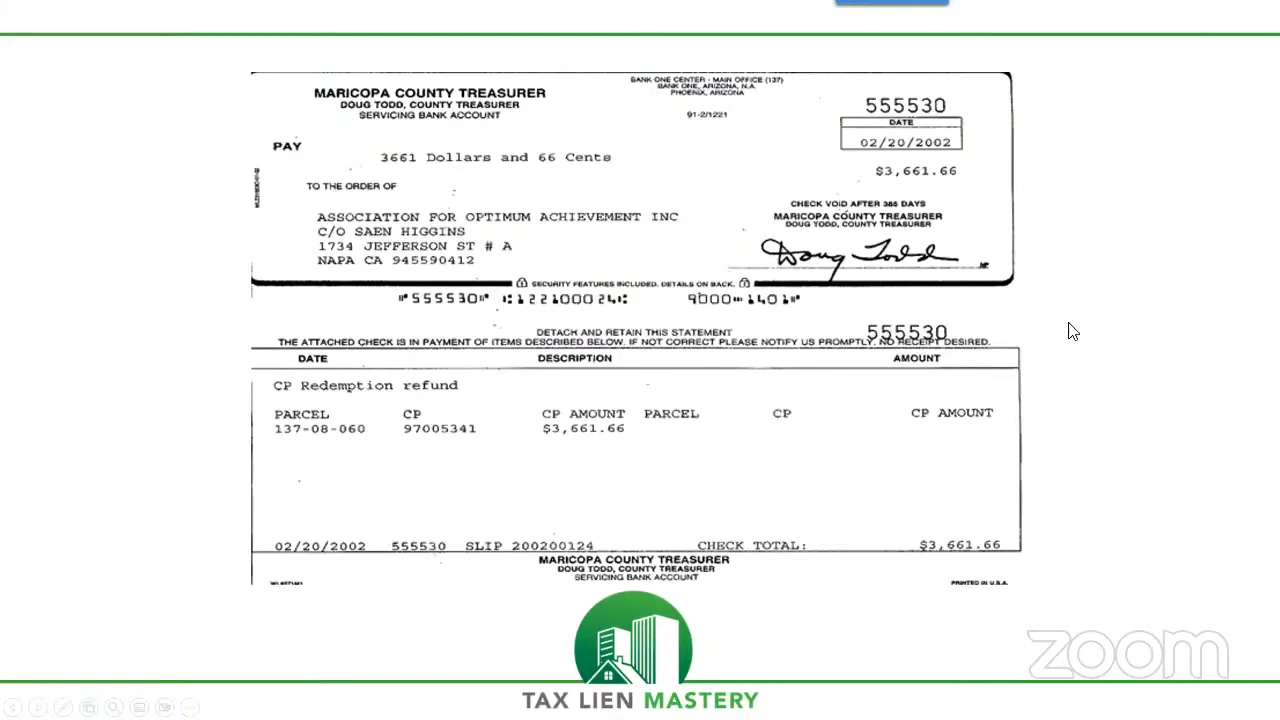 BANK ONE CENTER - MAIN OFFICE (137)
BANK ONE, ARIZONA, N.A.
PHOENIX, ARIZONA
91-2/1221
MARICOPA COUNTY TREASURER
DOUG TODD, COUNTY TREASURER
SERVICING BANK ACCOUNT
555530
DATE
02/20/2002
PAY
3661 Dollars and 66 Cents
$3,661.66
TO THE ORDER OF
CHECK VOID AFTER 365 DAYS
MARICOPA COUNTY TREASURER
DOUG TODD, COUNTY TREASURER
ASSOCIATION FOR OPTIMUM ACHIEVEMENT INC
C/O SAEN HIGGINS
1734 JEFFERSON ST # A
NAPA CA 945590412
Doug Todd
SECURITY FEATURES INCLUDED. DETAILS ON BACK.
⑈555530⑈ ⑆122100024⑆ 9000⑉1401⑈
DETACH AND RETAIN THIS STATEMENT 555530
THE ATTACHED CHECK IS IN PAYMENT OF ITEMS DESCRIBED BELOW. IF NOT CORRECT PLEASE NOTIFY US PROMPTLY. NO RECEIPT DESIRED.
DATE DESCRIPTION AMOUNT
CP Redemption refund
PARCEL CP CP AMOUNT PARCEL CP CP AMOUNT
137-08-060 97005341 $3,661.66
02/20/2002 555530 SLIP 200200124 CHECK TOTAL: $3,661.66
MARICOPA COUNTY TREASURER
DOUG TODD, COUNTY TREASURER
SERVICING BANK ACCOUNT
PRINTED IN U.S.A.
zoom
TAX LIEN MASTERY